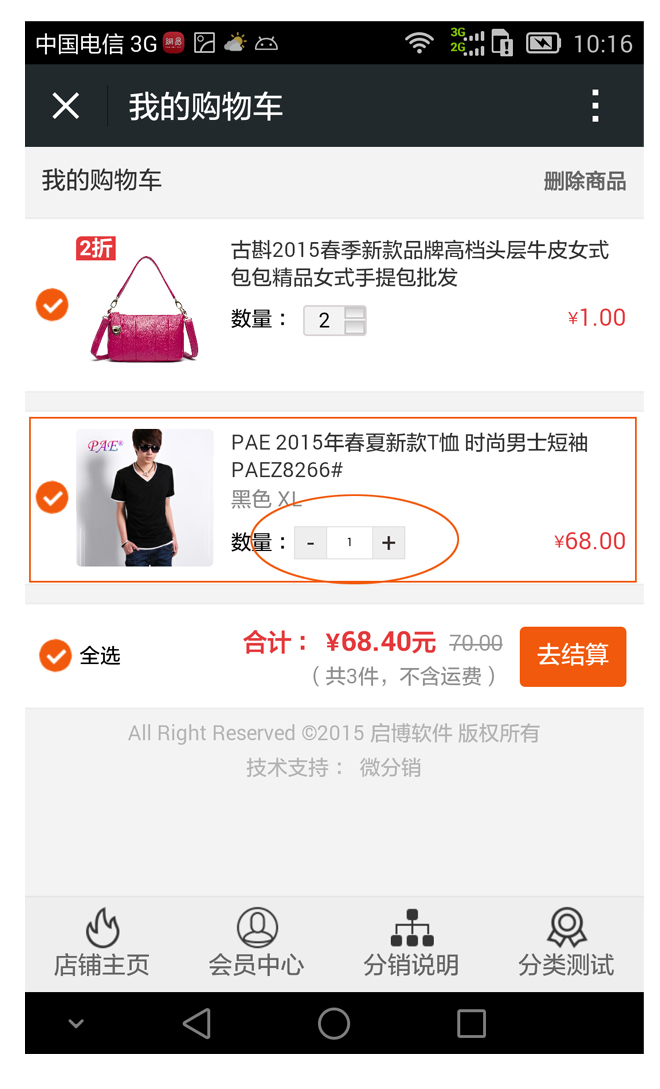 中国电信 3G 3G 2G 10:16
我的购物车
我的购物车 删除商品
2折
古斟2015春季新款品牌高档头层牛皮女式
包包精品女式手提包批发
数量： 2 ¥1.00
PAE®
PAE 2015年春夏新款T恤 时尚男士短袖
PAEZ8266#
黑色 XL
数量： - 1 + ¥68.00
全选 合计： ¥68.40元 70.00 去结算
（ 共3件，不含运费 ）
All Right Reserved ©2015 启博软件 版权所有
技术支持： 微分销
店铺主页 会员中心 分销说明 分类测试